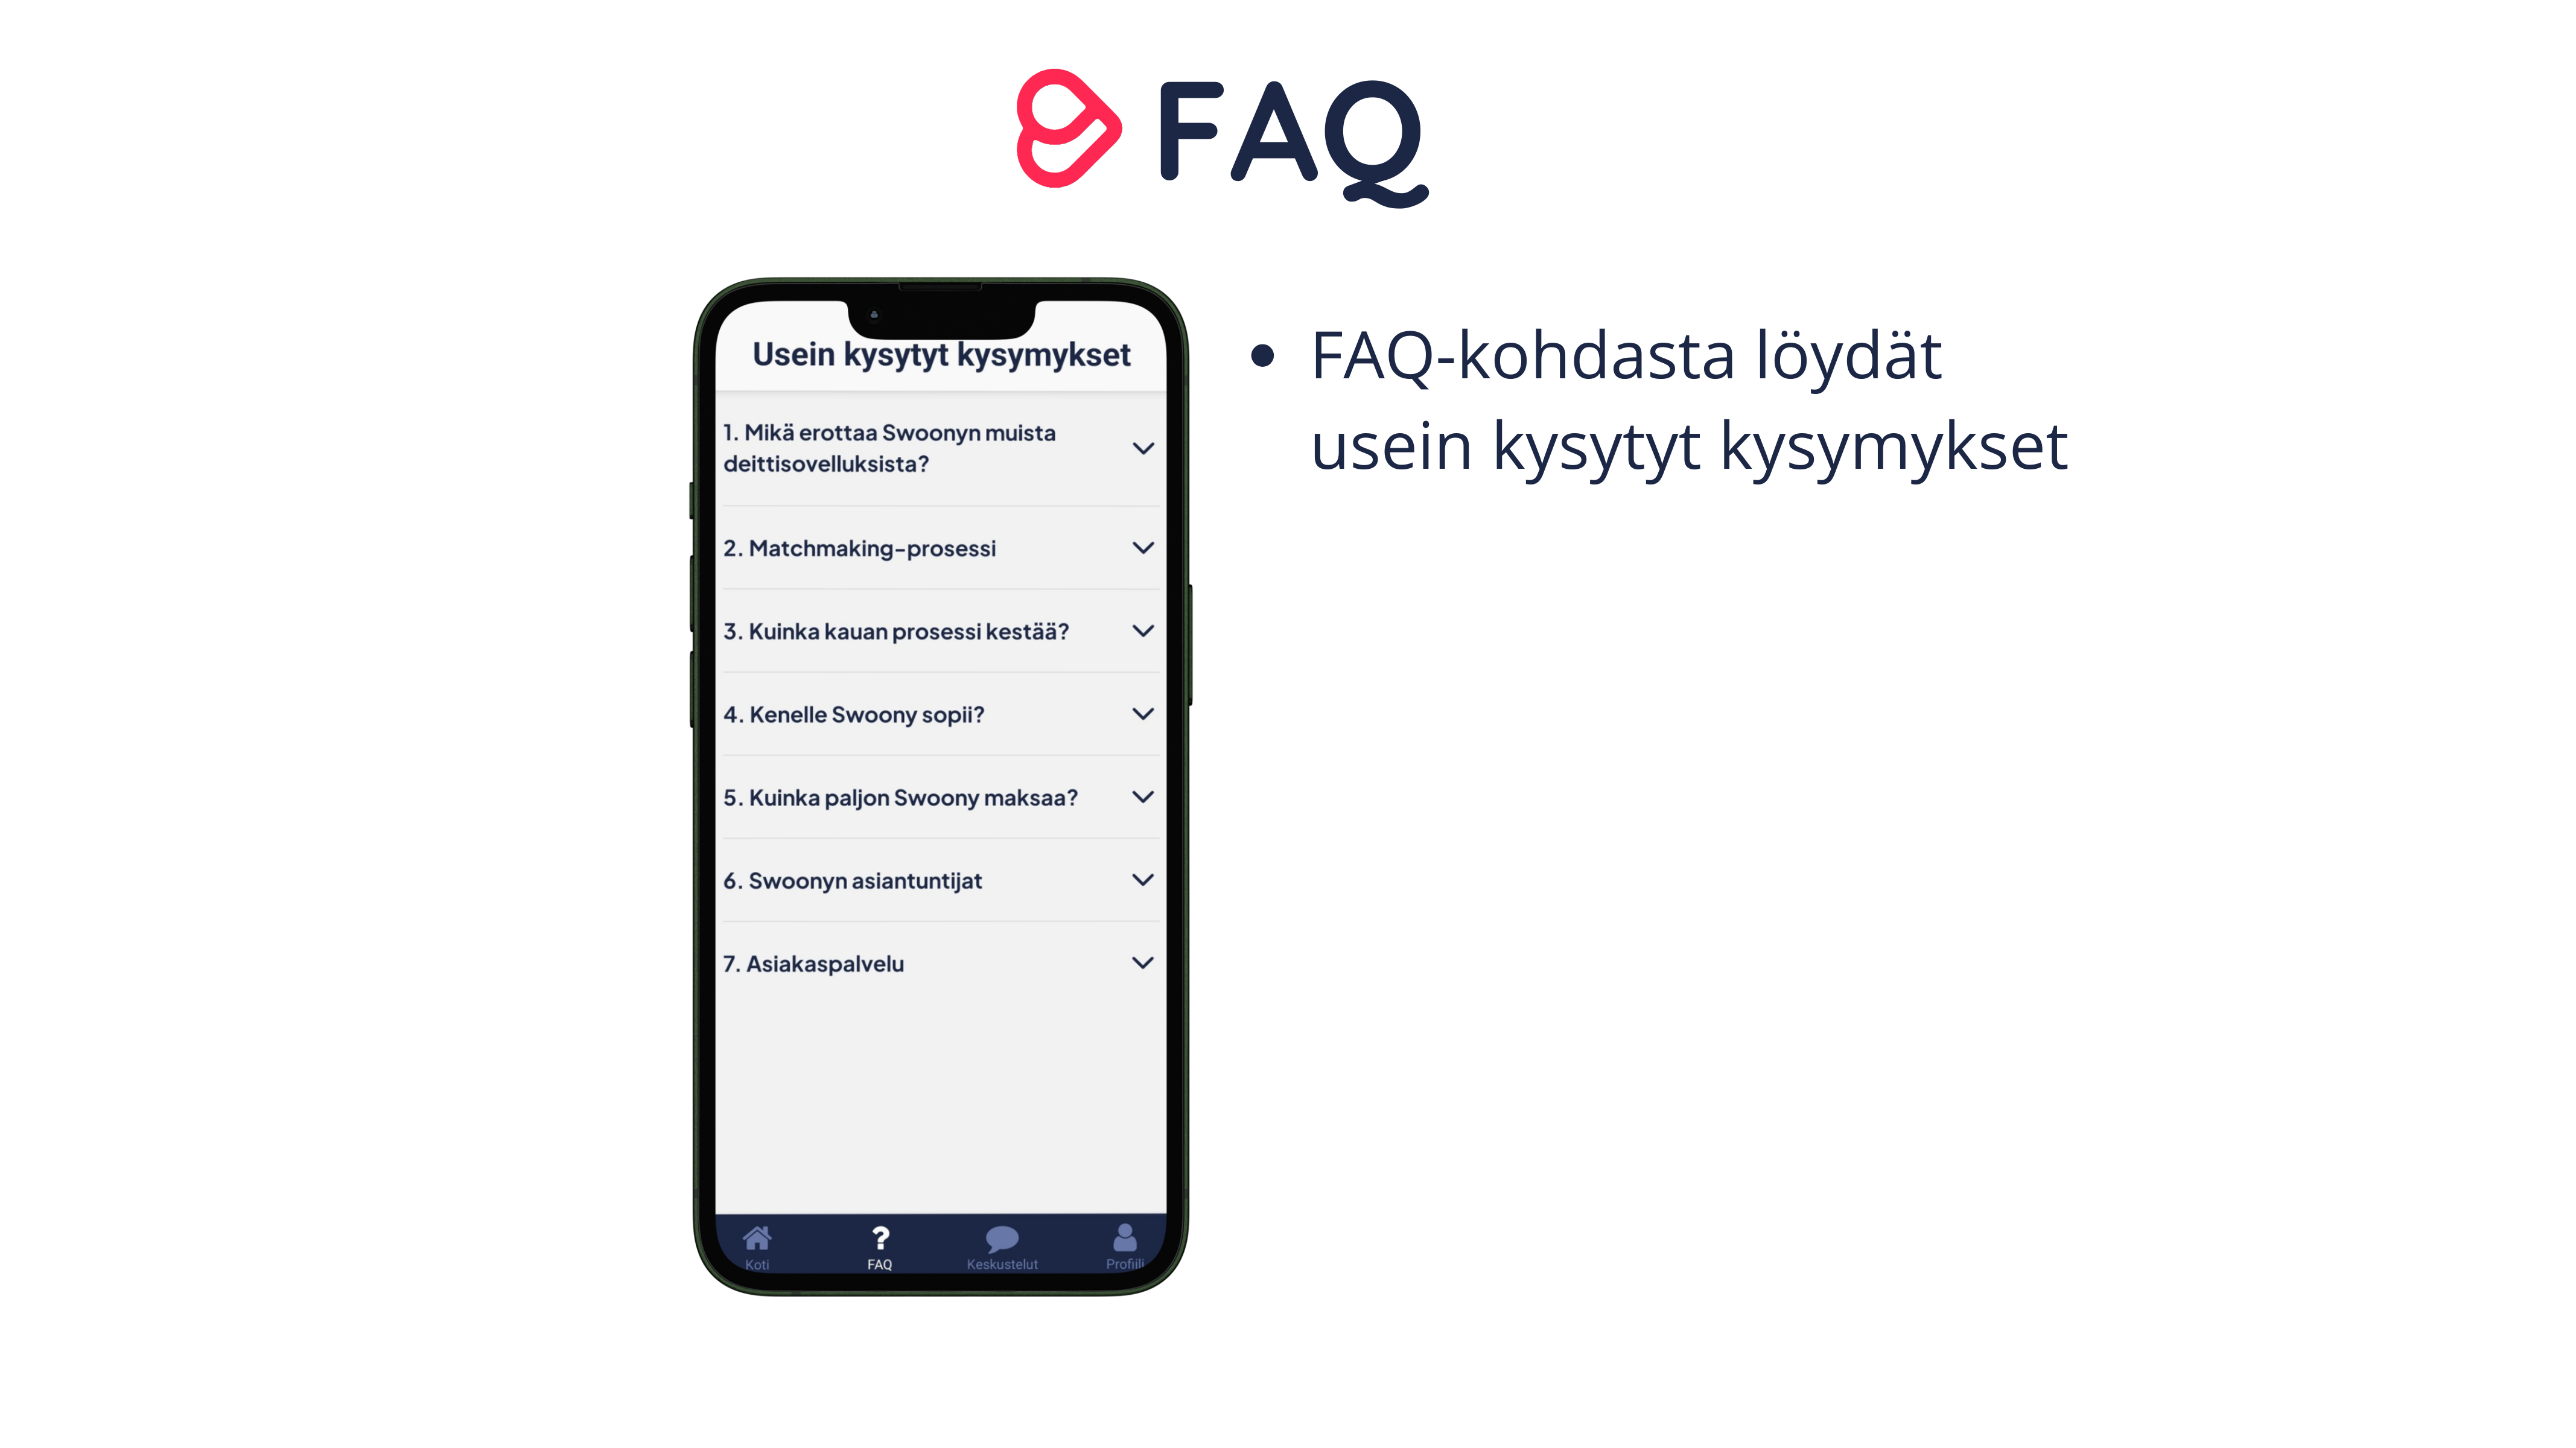 FAQ
Usein kysytyt kysymykset
1. Mikä erottaa Swoonyn muista
deittisovelluksista?
2. Matchmaking-prosessi
3. Kuinka kauan prosessi kestää?
4. Kenelle Swoony sopii?
5. Kuinka paljon Swoony maksaa?
6. Swoonyn asiantuntijat
7. Asiakaspalvelu
Koti
FAQ
Keskustelut
Profiili
• FAQ-kohdasta löydät
usein kysytyt kysymykset